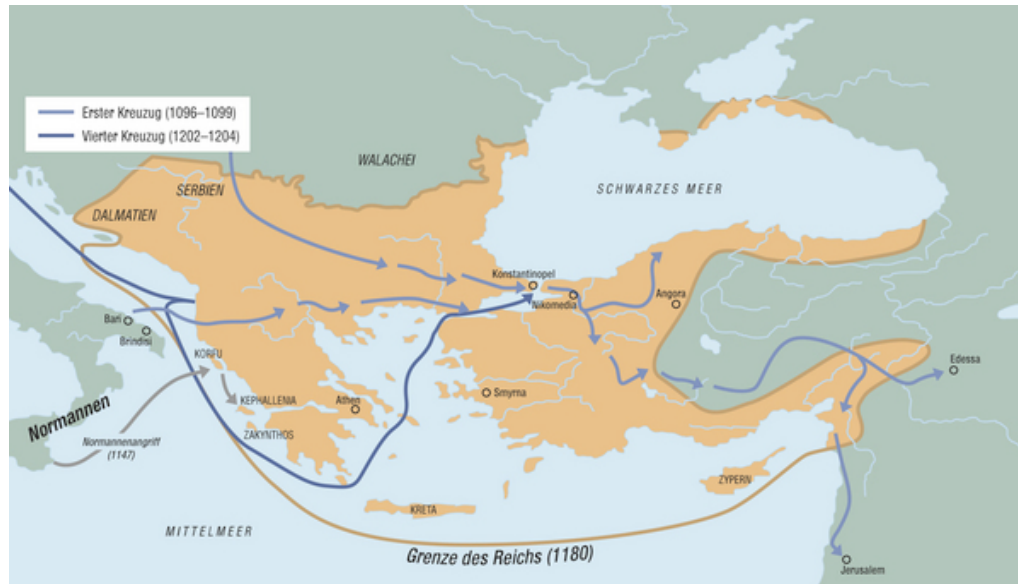 Erster Kreuzug (1096–1099)
Vierter Kreuzug (1202–1204)
WALACHEI
SERBIEN
DALMATIEN
SCHWARZES MEER
Konstantinopel
Nikomedia
Angora
Bari
Brindisi
KORFU
Edessa
Normannen
KEPHALLENIA
Athen
Smyrna
Normannenangriff
(1147)
ZAKYNTHOS
ZYPERN
KRETA
MITTELMEER
Grenze des Reichs (1180)
Jerusalem